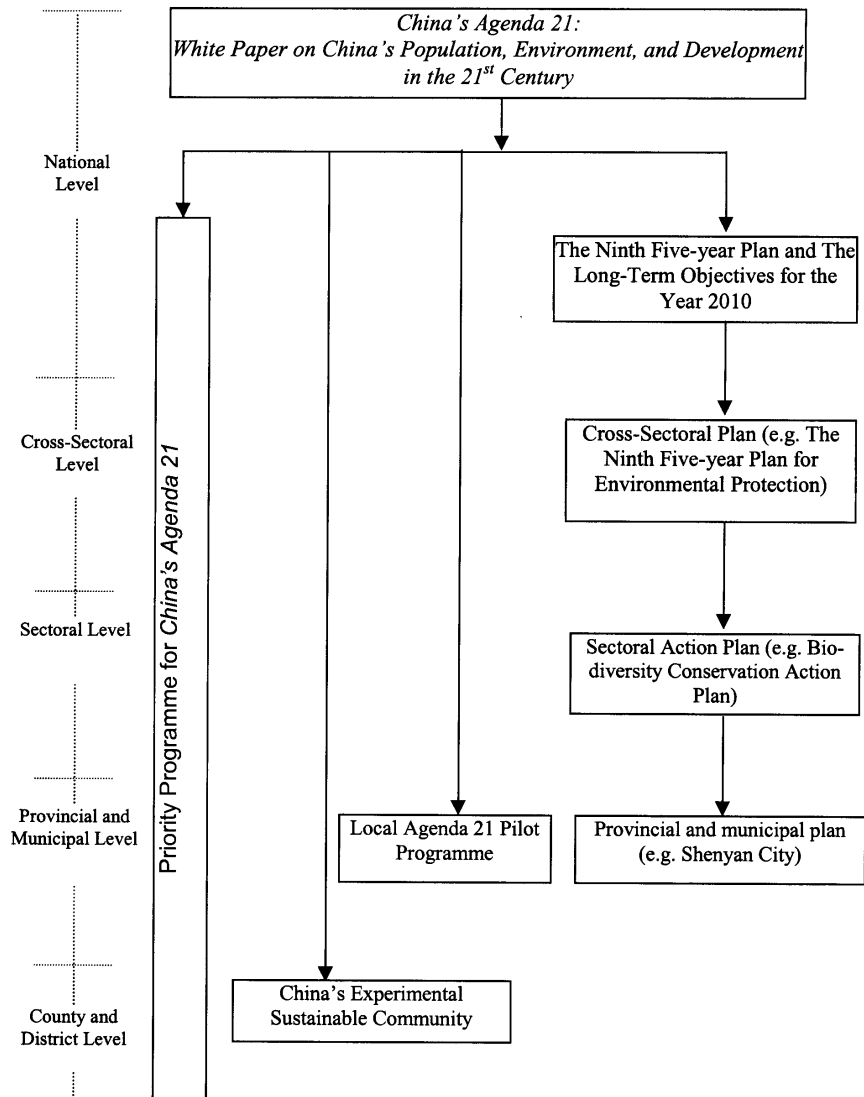 China’s Agenda 21:
White Paper on China’s Population, Environment, and Development
in the 21st Century
National
Level
The Ninth Five-year Plan and The
Long-Term Objectives for the
Year 2010
Cross-Sectoral
Level
Cross-Sectoral Plan (e.g. The
Ninth Five-year Plan for
Environmental Protection)
Priority Programme for China's Agenda 21
Sectoral Level
Sectoral Action Plan (e.g. Bio-
diversity Conservation Action
Plan)
Provincial and
Municipal Level
Local Agenda 21 Pilot
Programme
Provincial and municipal plan
(e.g. Shenyan City)
County and
District Level
China’s Experimental
Sustainable Community